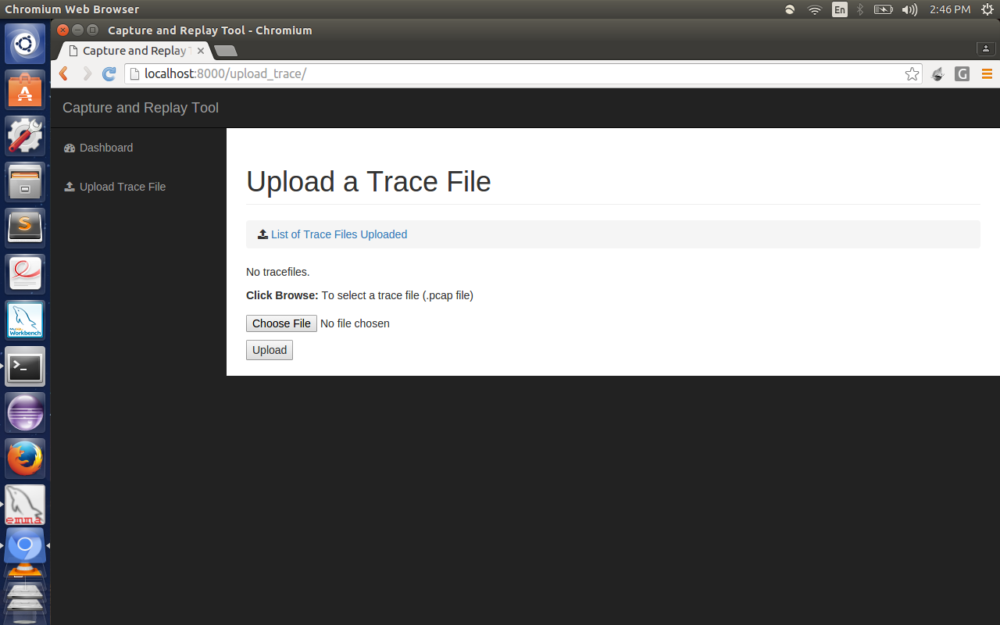 Chromium Web Browser
En
2:46 PM
Capture and Replay Tool - Chromium
Capture and Replay
localhost:8000/upload_trace/
G
Capture and Replay Tool
Dashboard
Upload Trace File
Upload a Trace File
List of Trace Files Uploaded
No tracefiles.
Click Browse: To select a trace file (.pcap file)
Choose File No file chosen
Upload
A
S
Workbench
>_
emma